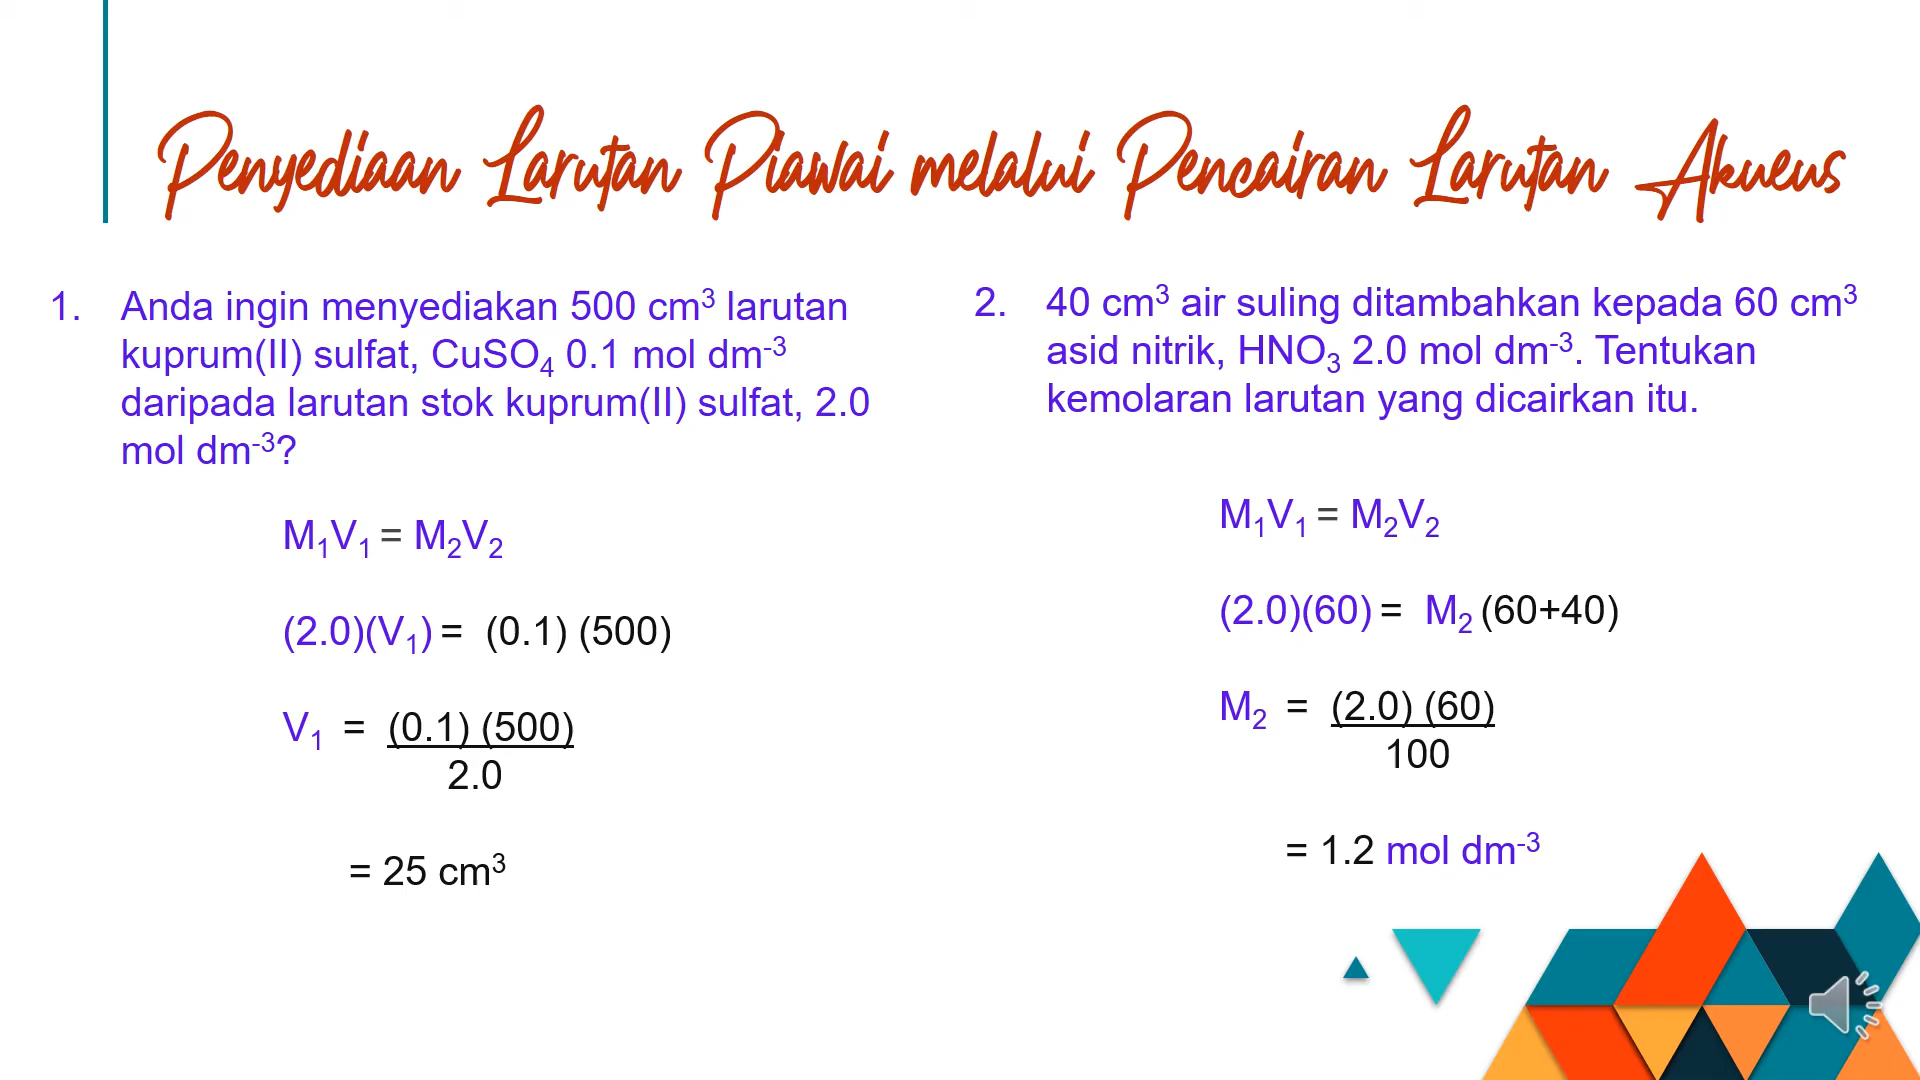 Penyediaan Larutan Piawai melalui Pencairan Larutan Akueus
1. Anda ingin menyediakan 500 cm³ larutan
kuprum(II) sulfat, CuSO₄ 0.1 mol dm⁻³
daripada larutan stok kuprum(II) sulfat, 2.0
mol dm⁻³?
M₁V₁ = M₂V₂
(2.0)(V₁) = (0.1) (500)
V₁ = (0.1) (500)
2.0
= 25 cm³
2. 40 cm³ air suling ditambahkan kepada 60 cm³
asid nitrik, HNO₃ 2.0 mol dm⁻³. Tentukan
kemolaran larutan yang dicairkan itu.
M₁V₁ = M₂V₂
(2.0)(60) = M₂ (60+40)
M₂ = (2.0) (60)
100
= 1.2 mol dm⁻³